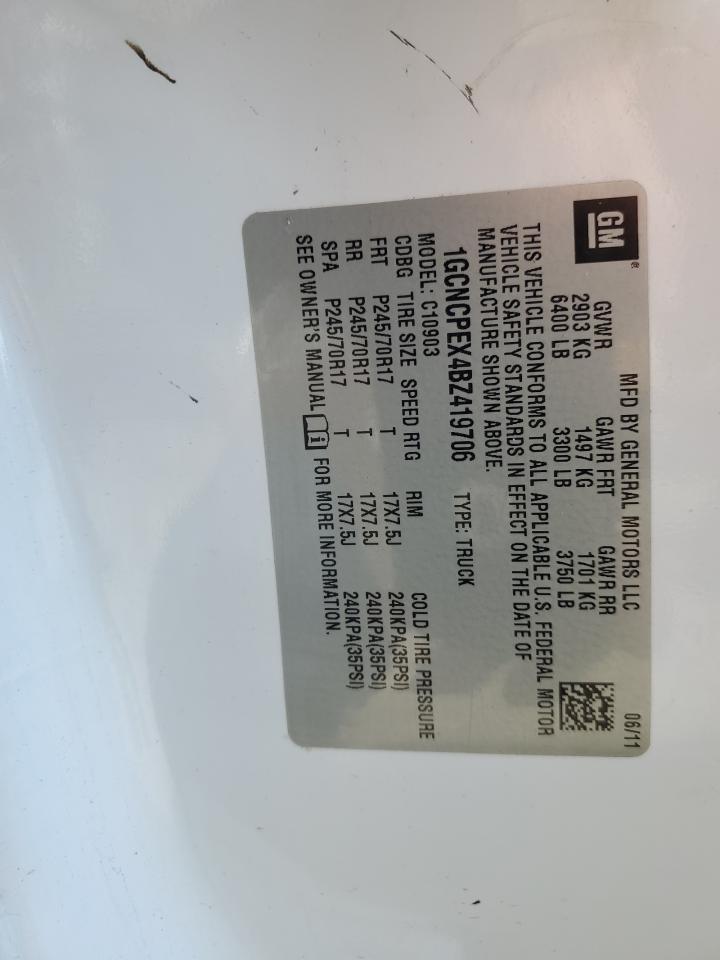 GM®
MFD BY GENERAL MOTORS LLC 06/11
GVWR GAWR FRT GAWR RR
2903 KG 1497 KG 1701 KG
6400 LB 3300 LB 3750 LB
THIS VEHICLE CONFORMS TO ALL APPLICABLE U.S. FEDERAL MOTOR
VEHICLE SAFETY STANDARDS IN EFFECT ON THE DATE OF
MANUFACTURE SHOWN ABOVE.
1GCNCPEX4BZ419706 TYPE: TRUCK
MODEL: C10903
CDBG TIRE SIZE SPEED RTG RIM COLD TIRE PRESSURE
FRT P245/70R17 T 17X7.5J 240KPA(35PSI)
RR P245/70R17 T 17X7.5J 240KPA(35PSI)
SPA P245/70R17 T 17X7.5J 240KPA(35PSI)
SEE OWNER'S MANUAL i FOR MORE INFORMATION.